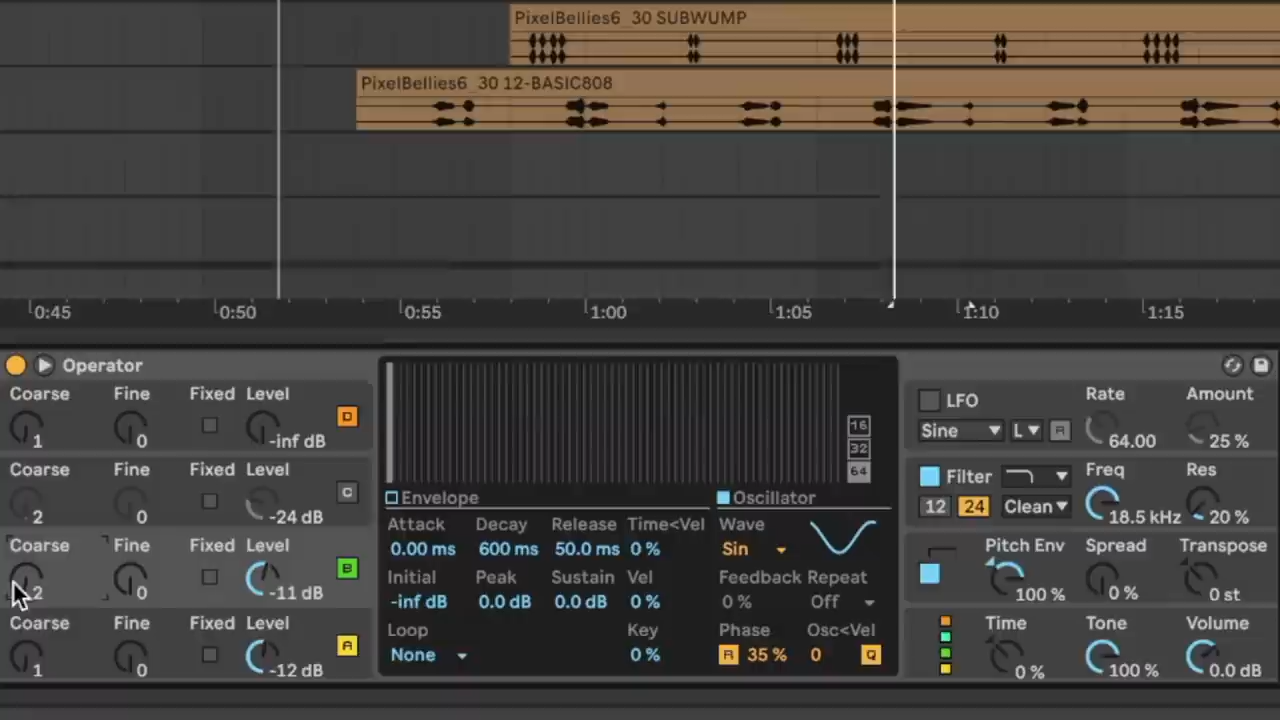 PixelBellies6_30 SUBWUMP
PixelBellies6_30 12-BASIC808
0:45 0:50 0:55 1:00 1:05 1:10 1:15
Operator
Coarse Fine Fixed Level
1 0 -inf dB D
Coarse Fine Fixed Level
2 0 -24 dB C
Coarse Fine Fixed Level
2 0 -11 dB B
Coarse Fine Fixed Level
1 0 -12 dB A
16
32
64
Envelope Oscillator
Attack Decay Release Time<Vel Wave
0.00 ms 600 ms 50.0 ms 0 % Sin
Initial Peak Sustain Vel Feedback Repeat
-inf dB 0.0 dB 0.0 dB 0 % 0 % Off
Loop Key Phase Osc<Vel
None 0 % R 35 % 0 Q
LFO Rate Amount
Sine L R 64.00 25 %
Filter Freq Res
12 24 Clean 18.5 kHz 20 %
Pitch Env Spread Transpose
100 % 0 % 0 st
Time Tone Volume
0 % 100 % 0.0 dB